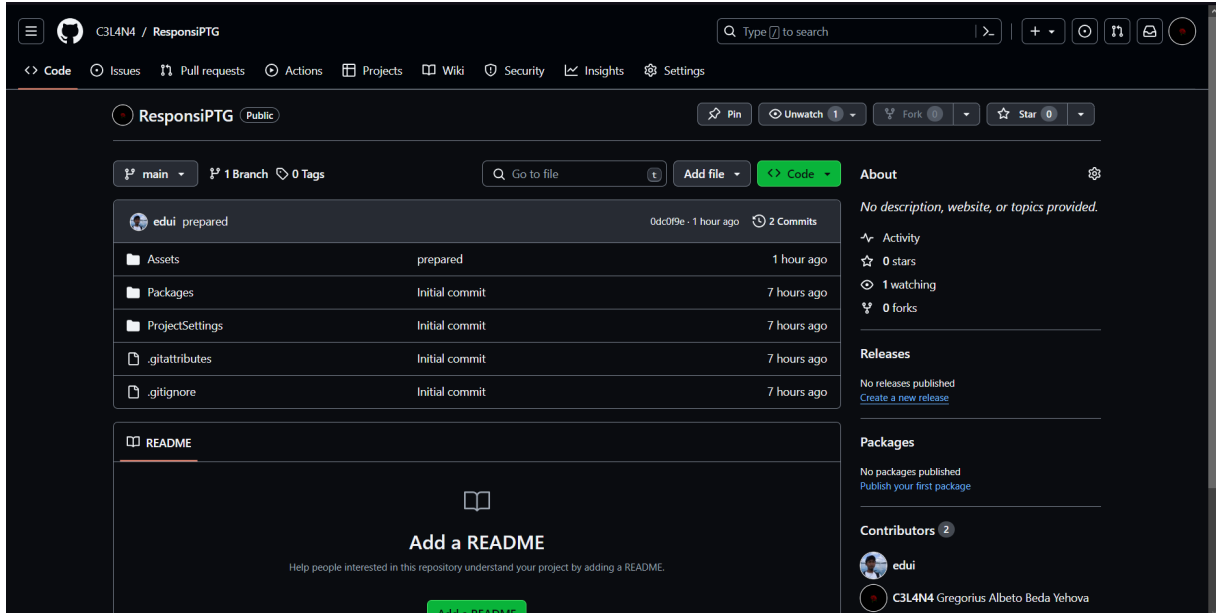 C3L4N4 / ResponsiPTG
Type / to search
Code Issues Pull requests Actions Projects Wiki Security Insights Settings
ResponsiPTG Public
Pin Unwatch 1 Fork 0 Star 0
main 1 Branch 0 Tags
Go to file t Add file Code
edui prepared 0dc0f9e · 1 hour ago 2 Commits
Assets prepared 1 hour ago
Packages Initial commit 7 hours ago
ProjectSettings Initial commit 7 hours ago
.gitattributes Initial commit 7 hours ago
.gitignore Initial commit 7 hours ago
README
Add a README
Help people interested in this repository understand your project by adding a README.
Add a README
About
No description, website, or topics provided.
Activity
0 stars
1 watching
0 forks
Releases
No releases published
Create a new release
Packages
No packages published
Publish your first package
Contributors 2
edui
C3L4N4 Gregorius Albeto Beda Yehova